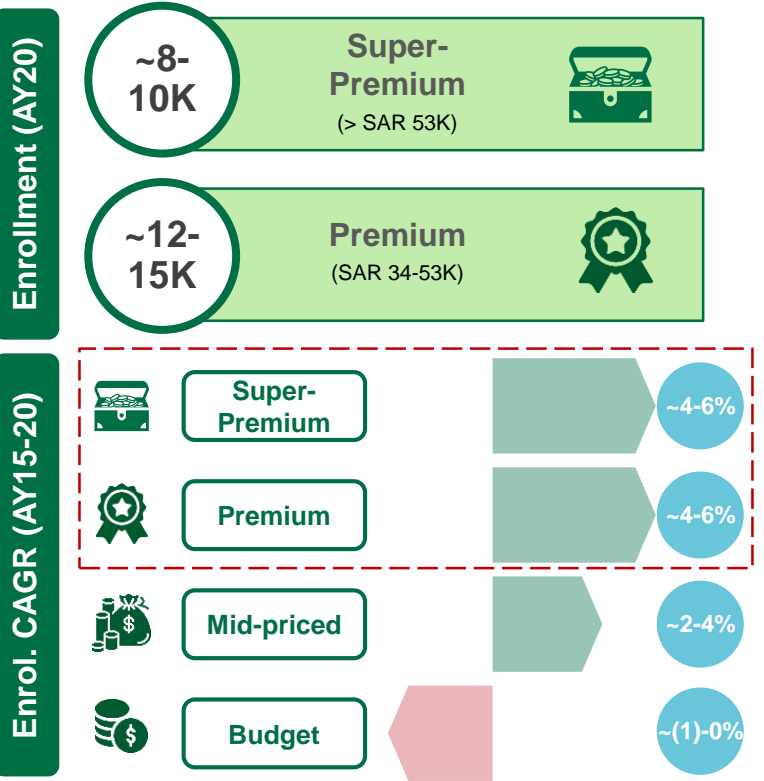 Enrollment (AY20)
~8-
10K
Super-
Premium
(> SAR 53K)
~12-
15K
Premium
(SAR 34-53K)
Enrol. CAGR (AY15-20)
Super-
Premium
~4-6%
Premium
~4-6%
$
Mid-priced
~2-4%
$
Budget
~(1)-0%